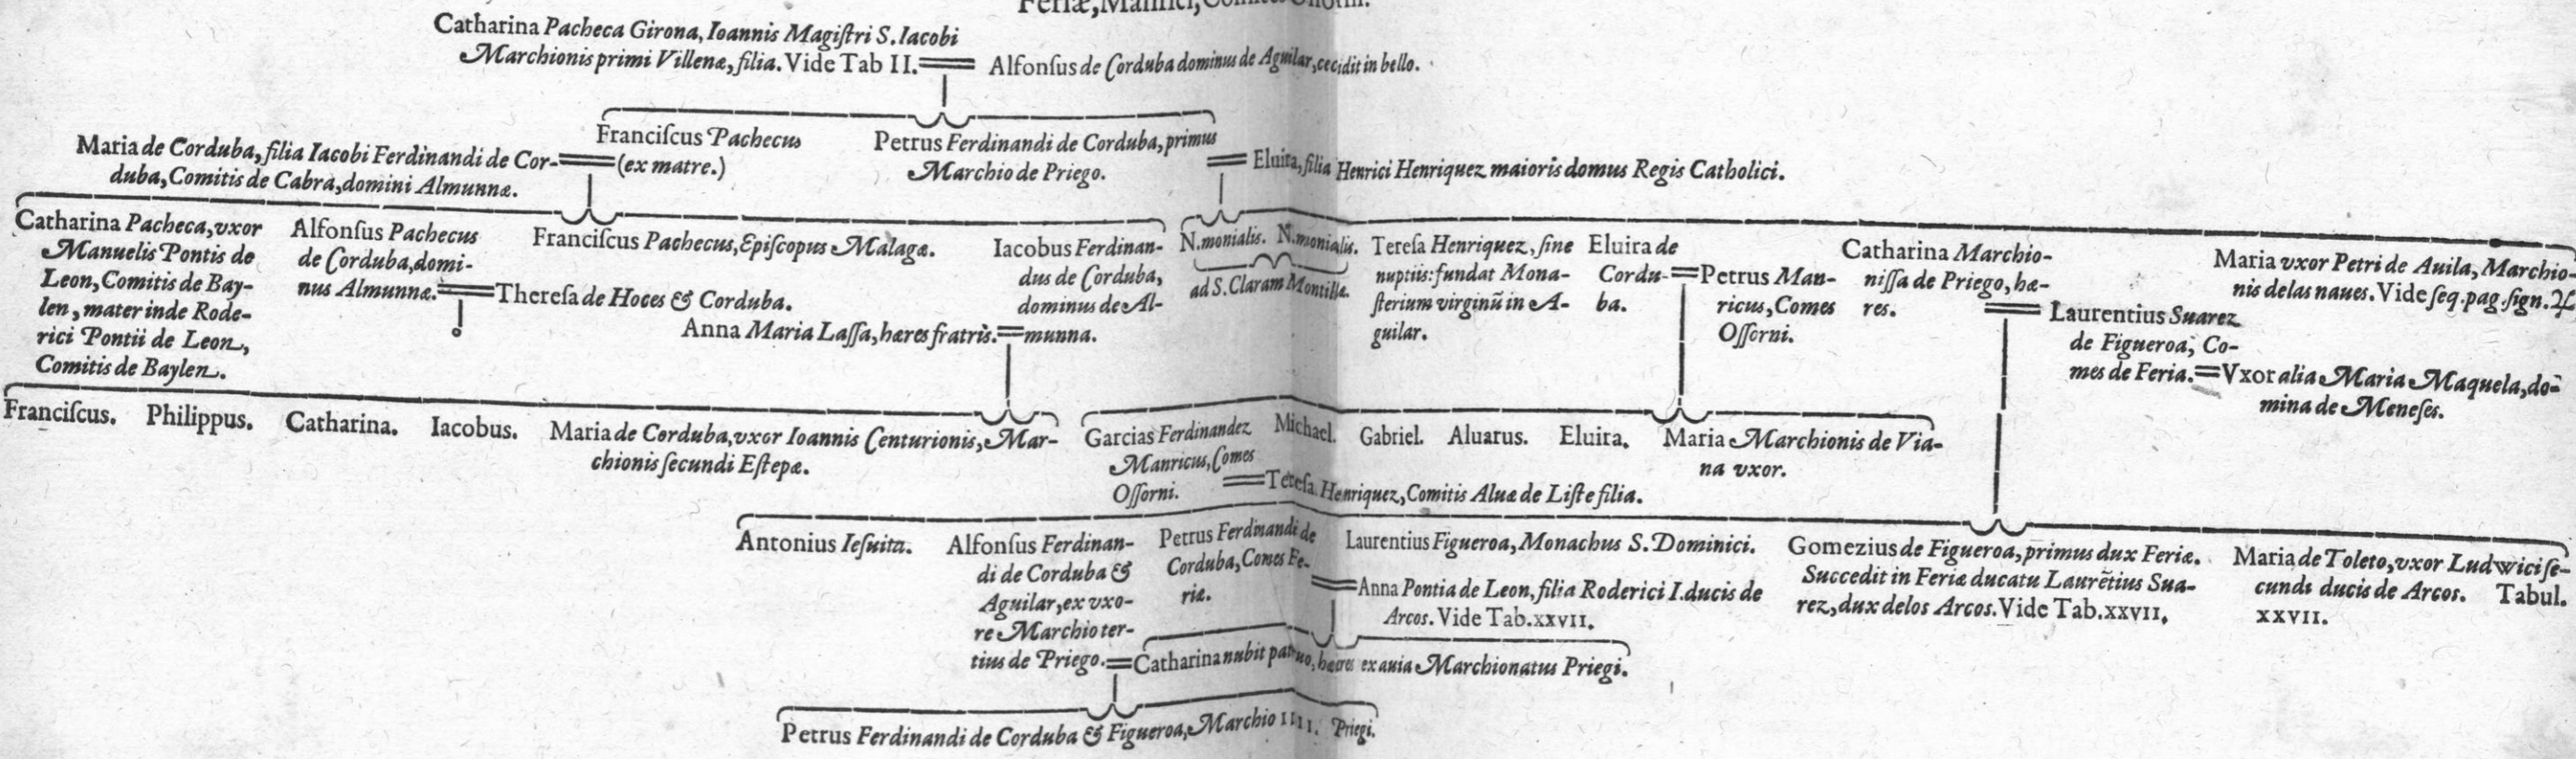 Feriæ, Manrici, Comites Ossorni.
Catharina Pacheca Girona, Ioannis Magiſtri S. Iacobi
Marchionis primi Villenæ, filia. Vide Tab II.
Alfonſus de Corduba dominus de Aguilar, cecidit in bello.
Maria de Corduba, filia Iacobi Ferdinandi de Cor-
duba, Comitis de Cabra, domini Almunnæ.
Franciſcus Pachecus
(ex matre.)
Petrus Ferdinandi de Corduba, primus
Marchio de Priego.
Eluira, filia Henrici Henriquez maioris domus Regis Catholici.
Catharina Pacheca, vxor
Manuelis Pontis de
Leon, Comitis de Bay-
len, mater inde Rode-
rici Pontii de Leon,
Comitis de Baylen.
Alfonſus Pachecus
de Corduba, domi-
nus Almunnæ.
Thereſa de Hoces & Corduba.
Franciſcus Pachecus, Epiſcopus Malagæ.
Iacobus Ferdinan-
dus de Corduba,
dominus de Al-
munna.
Anna Maria Laſſa, hæres fratris.
N. monialis. N. monialis.
ad S. Claram Montillæ.
Tereſa Henriquez, ſine
nuptiis: fundat Mona-
ſterium virginū in A-
guilar.
Eluira de
Cordu-
ba.
Petrus Man-
ricus, Comes
Oſſorni.
Catharina Marchio-
niſſa de Priego, hæ-
res.
Laurentius Suarez
de Figueroa, Co-
mes de Feria.
Vxor alia Maria Maquela, do-
mina de Meneſes.
Maria vxor Petri de Auila, Marchio-
nis delas naues. Vide ſeq. pag. ſign. ♃
Franciſcus. Philippus. Catharina. Iacobus.
Maria de Corduba, vxor Ioannis Centurionis, Mar-
chionis ſecundi Eſtepæ.
Garcias Ferdinandez
Manricus, Comes
Oſſorni.
Tereſa Henriquez, Comitis Aluæ de Liſte filia.
Michael. Gabriel. Aluarus. Eluira.
Maria Marchionis de Via-
na vxor.
Antonius Ieſuita.
Alfonſus Ferdinan-
di de Corduba &
Aguilar, ex vxo-
re Marchio ter-
tius de Priego.
Petrus Ferdinandi de
Corduba, Comes Fe-
riæ.
Laurentius Figueroa, Monachus S. Dominici.
Anna Pontia de Leon, filia Roderici I. ducis de
Arcos. Vide Tab. XXVII.
Gomezius de Figueroa, primus dux Feriæ.
Succedit in Feriæ ducatu Laurētius Sua-
rez, dux delos Arcos. Vide Tab. XXVII.
Maria de Toleto, vxor Ludwici ſe-
cundi ducis de Arcos. Tabul.
XXVII.
Catharina nubit patruo, hæres ex auia Marchionatus Priegi.
Petrus Ferdinandi de Corduba & Figueroa, Marchio IIII. Priegi.